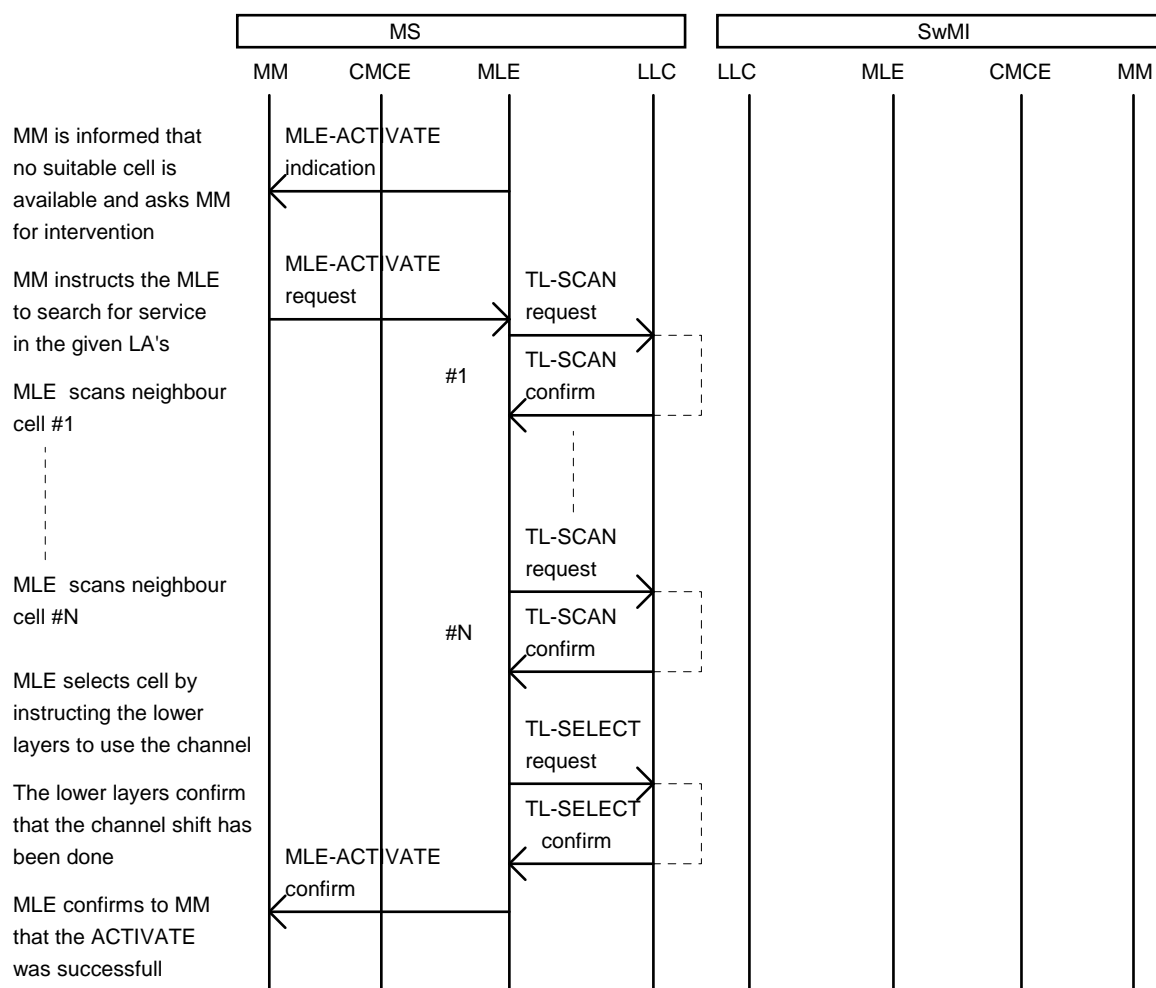 MS
SwMI
MM CMCE MLE LLC LLC MLE CMCE MM
MM is informed that
no suitable cell is
available and asks MM
for intervention
MLE-ACTIVATE
indication
MM instructs the MLE
to search for service
in the given LA's
MLE-ACTIVATE
request
TL-SCAN
request
MLE scans neighbour
cell #1
#1
TL-SCAN
confirm
MLE scans neighbour
cell #N
TL-SCAN
request
#N
TL-SCAN
confirm
MLE selects cell by
instructing the lower
layers to use the channel
TL-SELECT
request
The lower layers confirm
that the channel shift has
been done
TL-SELECT
confirm
MLE-ACTIVATE
confirm
MLE confirms to MM
that the ACTIVATE
was successfull